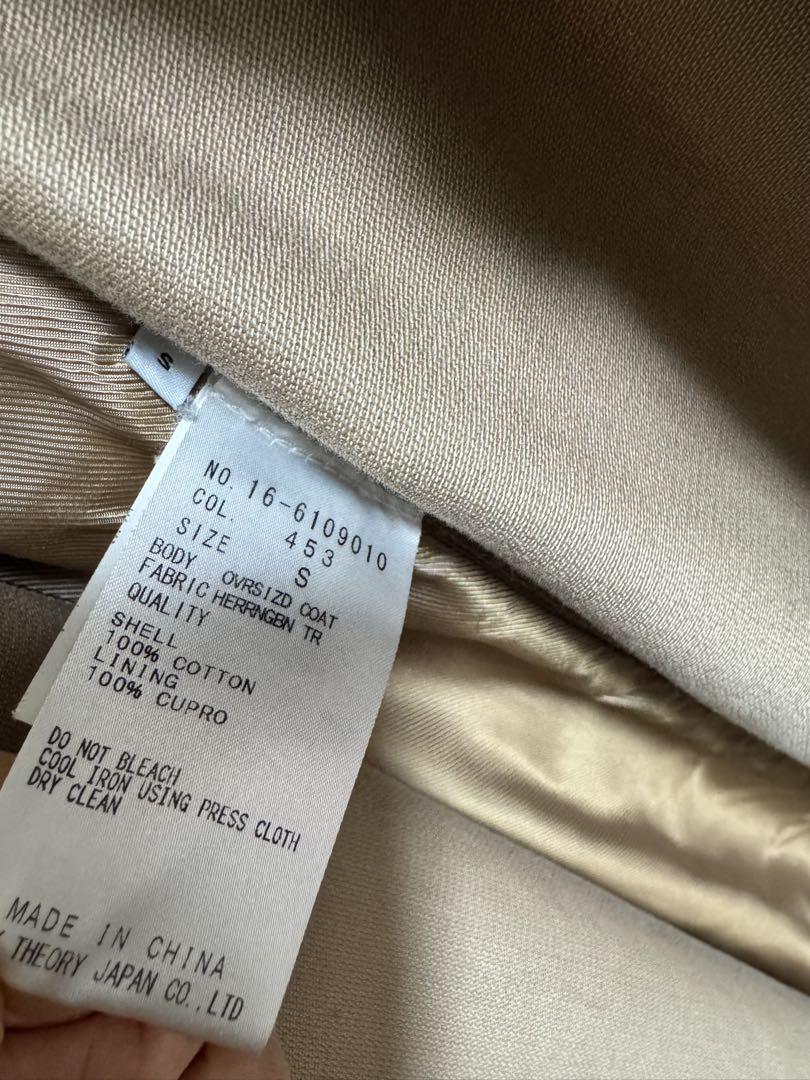 S
NO. 16-6109010
COL. 453
SIZE S
BODY OVRSIZD COAT
FABRIC HERRNGBN TR
QUALITY
SHELL
100% COTTON
LINING
100% CUPRO
DO NOT BLEACH
COOL IRON USING PRESS CLOTH
DRY CLEAN
MADE IN CHINA
THEORY JAPAN CO.,LTD